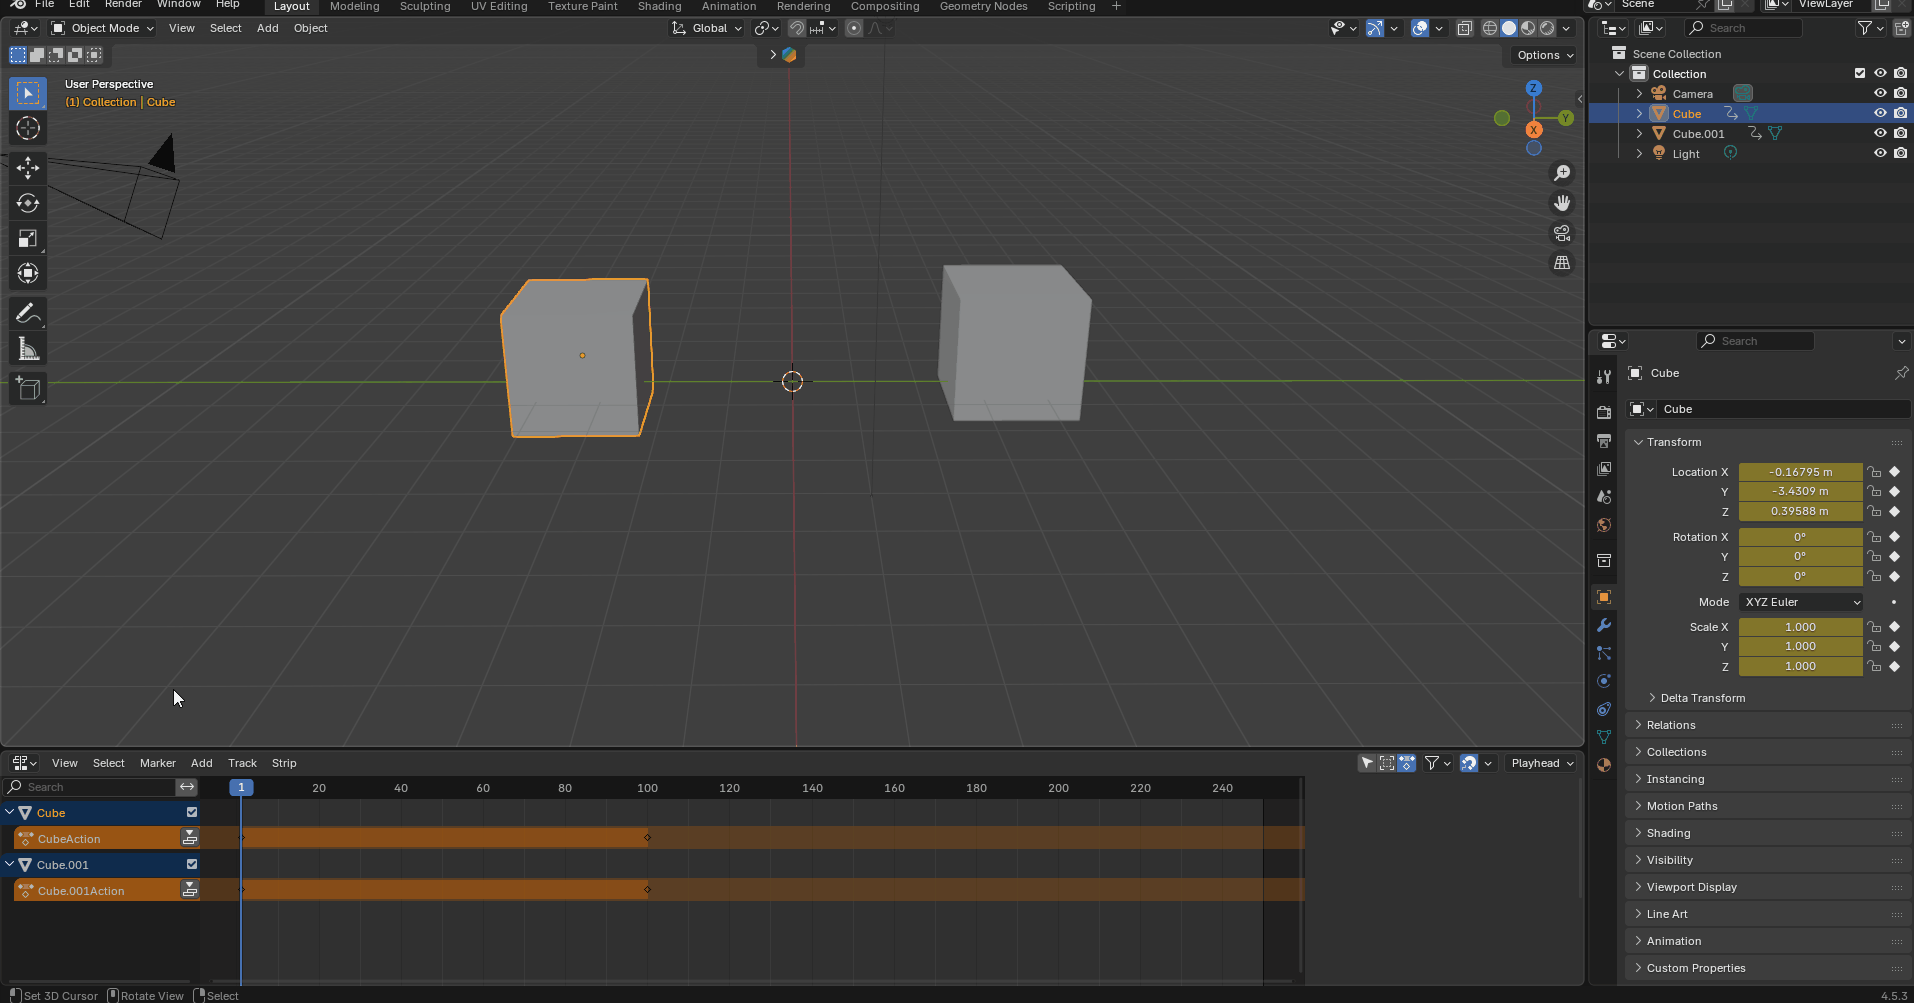 File Edit Render Window Help Layout Modeling Sculpting UV Editing Texture Paint Shading Animation Rendering Compositing Geometry Nodes Scripting + Scene ViewLayer
Object Mode View Select Add Object Global Search
Options
User Perspective
(1) Collection | Cube
Z
Y
X
Scene Collection
Collection
Camera
Cube
Cube.001
Light
Search
Cube
Cube
Transform
Location X -0.16795 m
Y -3.4309 m
Z 0.39588 m
Rotation X 0°
Y 0°
Z 0°
Mode XYZ Euler
Scale X 1.000
Y 1.000
Z 1.000
Delta Transform
Relations
Collections
Instancing
Motion Paths
Shading
Visibility
Viewport Display
Line Art
Animation
Custom Properties
View Select Marker Add Track Strip Playhead
Search 1 20 40 60 80 100 120 140 160 180 200 220 240
Cube
CubeAction
Cube.001
Cube.001Action
Set 3D Cursor Rotate View Select 4.5.3